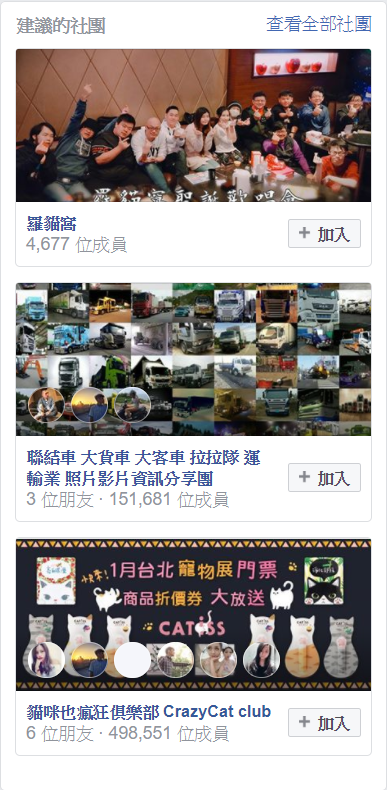 建議的社團 查看全部社團
羅貓窩聖誕歡唱會
羅貓窩
4,677 位成員
+ 加入
聯結車 大貨車 大客車 拉拉隊 運
輸業 照片影片資訊分享團
3 位朋友 · 151,681 位成員
+ 加入
快來!
1月台北寵物展門票
商品折價券 大放送
CATISS
貓咪也瘋狂俱樂部 CrazyCat club
6 位朋友 · 498,551 位成員
+ 加入